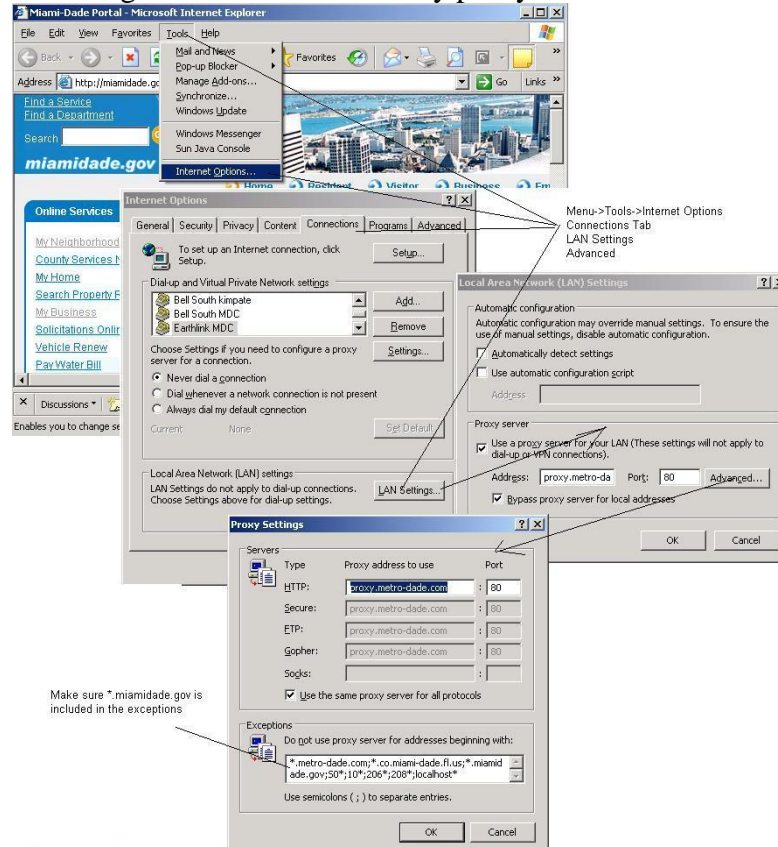 Miami-Dade Portal - Microsoft Internet Explorer
File Edit View Favorites Tools Help
Back Favorites
Address http://miamidade.go Go Links
Mail and News
Pop-up Blocker
Manage Add-ons...
Synchronize...
Windows Update
Windows Messenger
Sun Java Console
Internet Options...
Find a Service
Find a Department
Search
miamidade.gov
Home Resident Visitor Business Em
Online Services
My Neighborhood
County Services N
My Home
Search Property F
My Business
Solicitations Onlir
Vehicle Renew
Pay Water Bill
Discussions
Enables you to change se
Internet Options
General Security Privacy Content Connections Programs Advanced
To set up an Internet connection, click
Setup.
Setup...
Dial-up and Virtual Private Network settings
Bell South kimpate
Bell South MDC
Earthlink MDC
Add...
Remove
Choose Settings if you need to configure a proxy
server for a connection.
Settings...
Never dial a connection
Dial whenever a network connection is not present
Always dial my default connection
Current None Set Default
Local Area Network (LAN) settings
LAN Settings do not apply to dial-up connections.
Choose Settings above for dial-up settings.
LAN Settings...
Menu->Tools->Internet Options
Connections Tab
LAN Settings
Advanced
Local Area Network (LAN) Settings
Automatic configuration
Automatic configuration may override manual settings. To ensure the
use of manual settings, disable automatic configuration.
Automatically detect settings
Use automatic configuration script
Address
Proxy server
Use a proxy server for your LAN (These settings will not apply to
dial-up or VPN connections).
Address: proxy.metro-da Port: 80 Advanced...
Bypass proxy server for local addresses
OK Cancel
Proxy Settings
Servers
Type Proxy address to use Port
HTTP: proxy.metro-dade.com : 80
Secure: proxy.metro-dade.com : 80
FTP: proxy.metro-dade.com : 80
Gopher: proxy.metro-dade.com : 80
Socks: :
Use the same proxy server for all protocols
Make sure *.miamidade.gov is
included in the exceptions
Exceptions
Do not use proxy server for addresses beginning with:
*.metro-dade.com;*.co.miami-dade.fl.us;*.miamid
ade.gov;50*;10*;206*;208*;localhost*
Use semicolons ( ; ) to separate entries.
OK Cancel